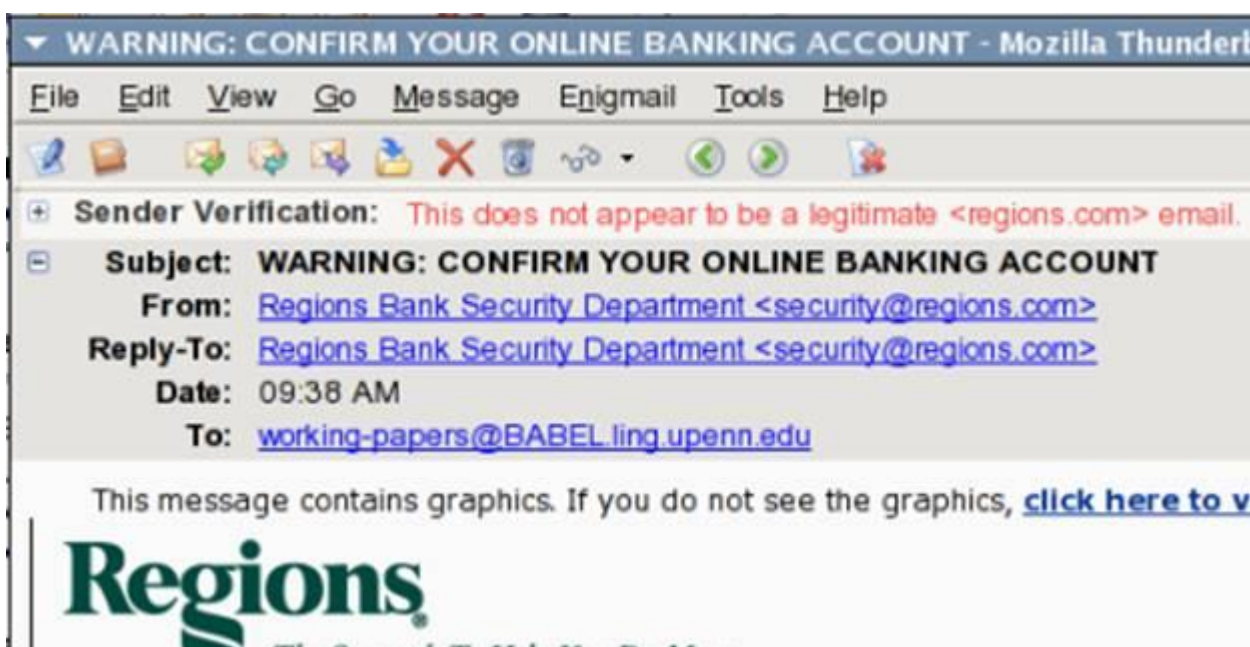 WARNING: CONFIRM YOUR ONLINE BANKING ACCOUNT - Mozilla
File Edit View Go Message Enigmail Tools Help
Sender Verification: This does not appear to be a legitimate <regions.com> email.
Subject: WARNING: CONFIRM YOUR ONLINE BANKING ACCOUNT
From: Regions Bank Security Department <security@regions.com>
Reply-To: Regions Bank Security Department <security@regions.com>
Date: 09:38 AM
To: working-papers@BABEL.ling.upenn.edu
This message contains graphics. If you do not see the graphics, click here to
Regions